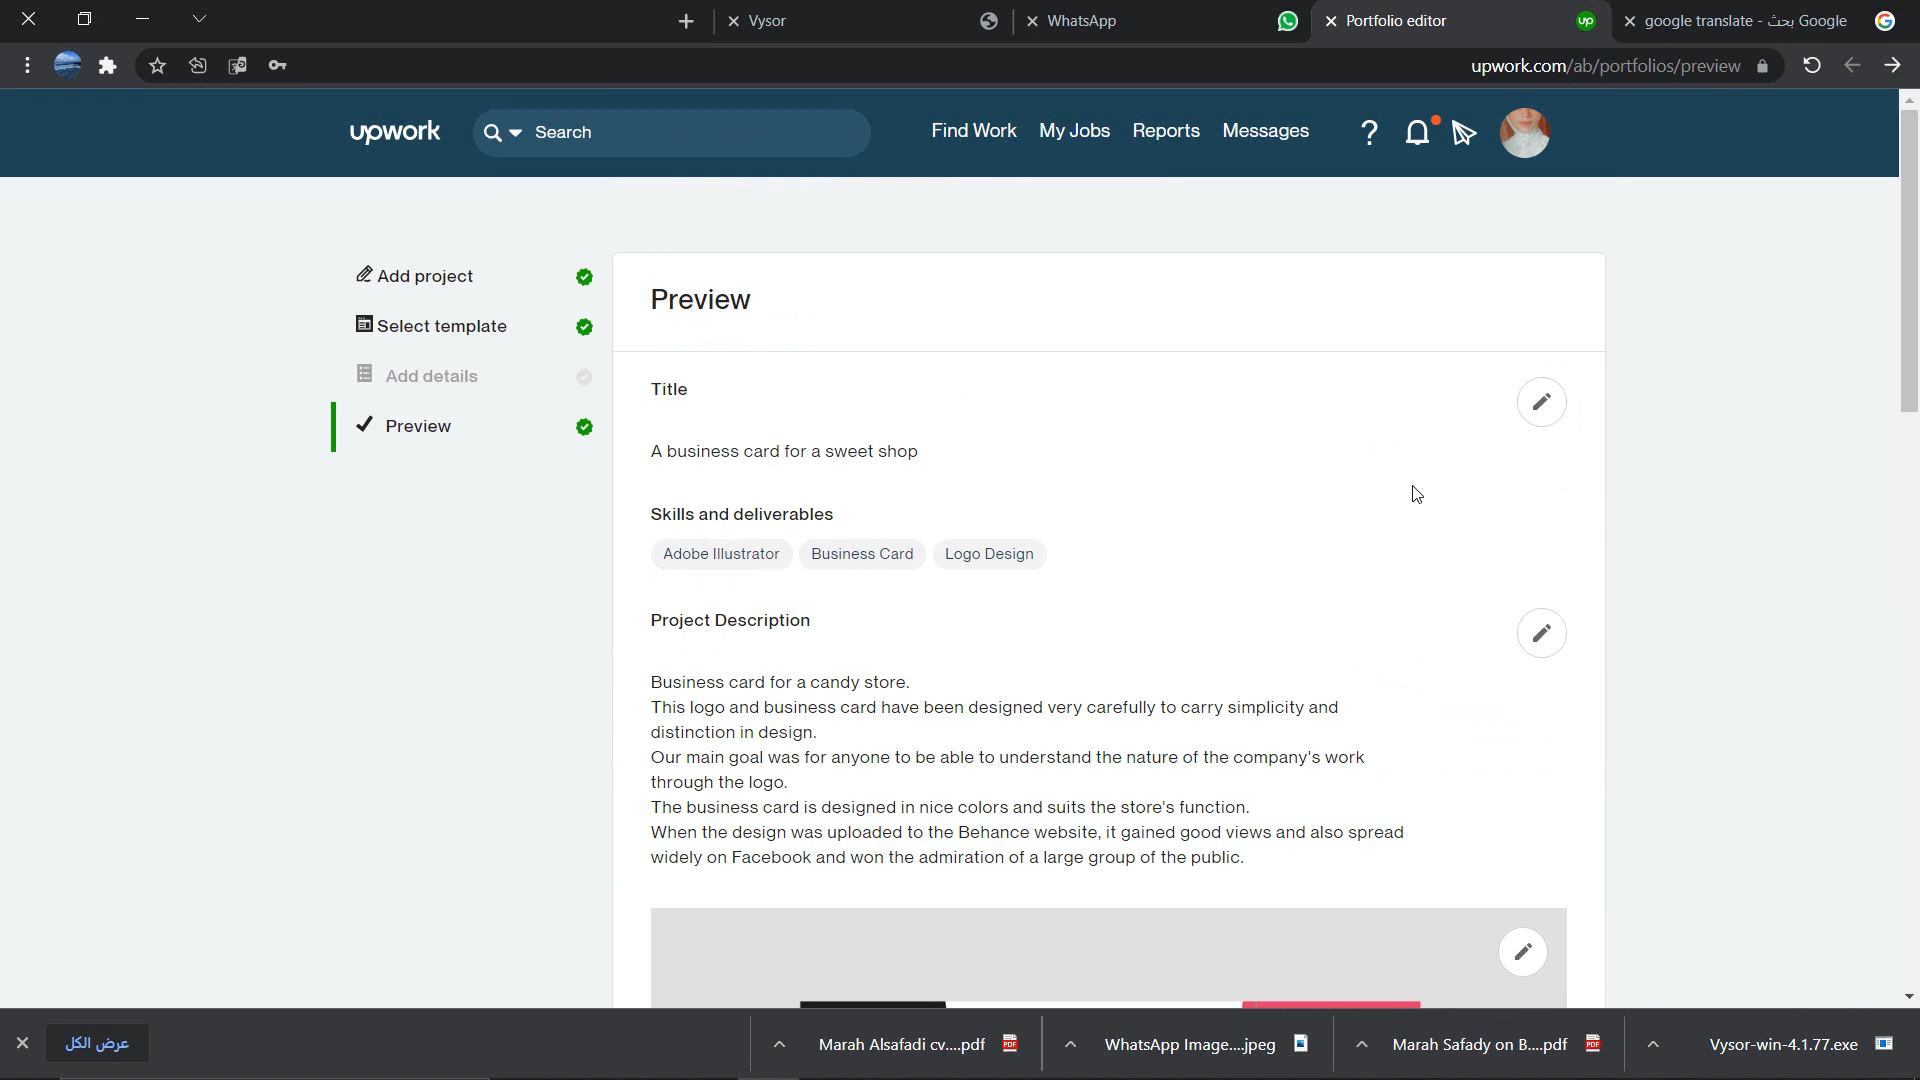 Vysor
WhatsApp
Portfolio editor
google translate - بحث Google
upwork.com/ab/portfolios/preview
upwork
Search
Find Work
My Jobs
Reports
Messages
Add project
Select template
Add details
Preview
Preview
Title
A business card for a sweet shop
Skills and deliverables
Adobe Illustrator
Business Card
Logo Design
Project Description
Business card for a candy store.
This logo and business card have been designed very carefully to carry simplicity and
distinction in design.
Our main goal was for anyone to be able to understand the nature of the company's work
through the logo.
The business card is designed in nice colors and suits the store's function.
When the design was uploaded to the Behance website, it gained good views and also spread
widely on Facebook and won the admiration of a large group of the public.
عرض الكل
Marah Alsafadi cv....pdf
WhatsApp Image....jpeg
Marah Safady on B....pdf
Vysor-win-4.1.77.exe